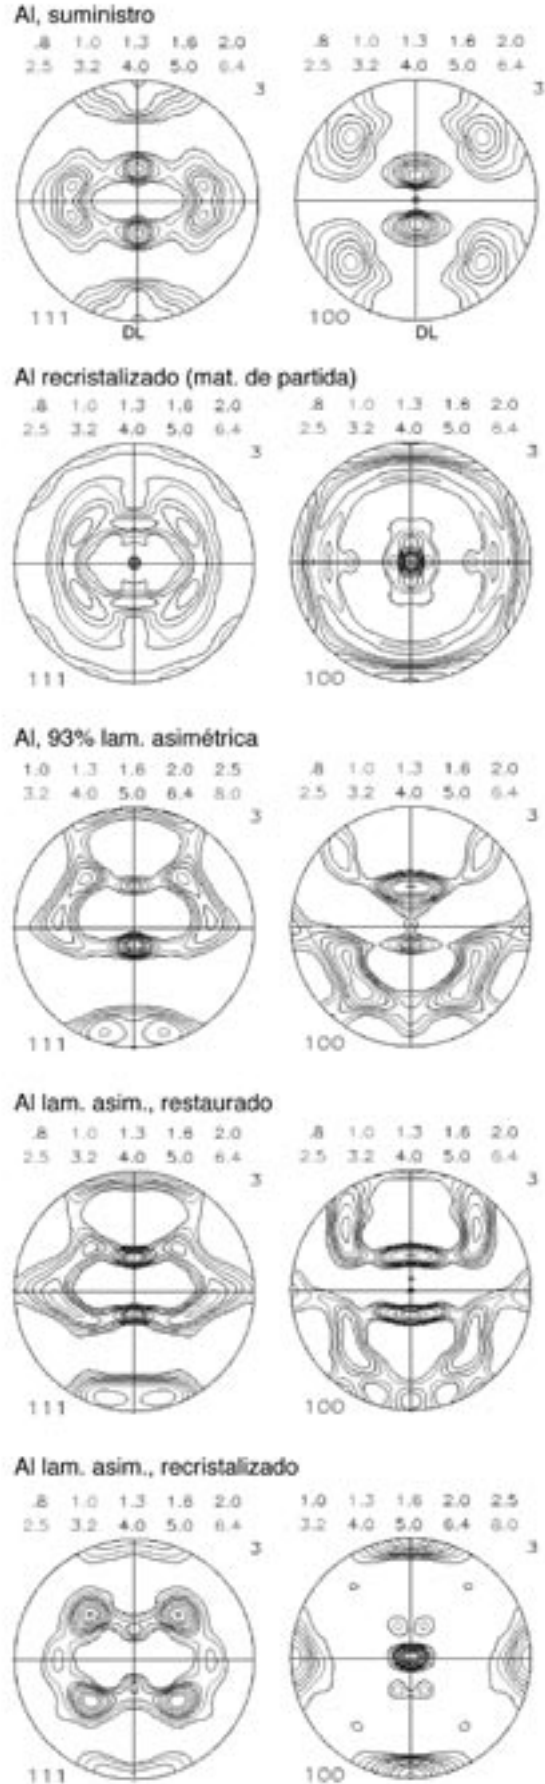 Al, suministro
.8 1.0 1.3 1.6 2.0 .8 1.0 1.3 1.6 2.0
2.5 3.2 4.0 5.0 6.4 2.5 3.2 4.0 5.0 6.4
3 3
111 100
DL DL
Al recristalizado (mat. de partida)
.8 1.0 1.3 1.6 2.0 .8 1.0 1.3 1.6 2.0
2.5 3.2 4.0 5.0 6.4 2.5 3.2 4.0 5.0 6.4
3 3
111 100
Al, 93% lam. asimétrica
1.0 1.3 1.6 2.0 2.5 .8 1.0 1.3 1.6 2.0
3.2 4.0 5.0 6.4 8.0 2.5 3.2 4.0 5.0 6.4
3 3
111 100
Al lam. asim., restaurado
.8 1.0 1.3 1.6 2.0 .8 1.0 1.3 1.6 2.0
2.5 3.2 4.0 5.0 6.4 2.5 3.2 4.0 5.0 6.4
3 3
111 100
Al lam. asim., recristalizado
.8 1.0 1.3 1.6 2.0 1.0 1.3 1.6 2.0 2.5
2.5 3.2 4.0 5.0 6.4 3.2 4.0 5.0 6.4 8.0
3 3
111 100